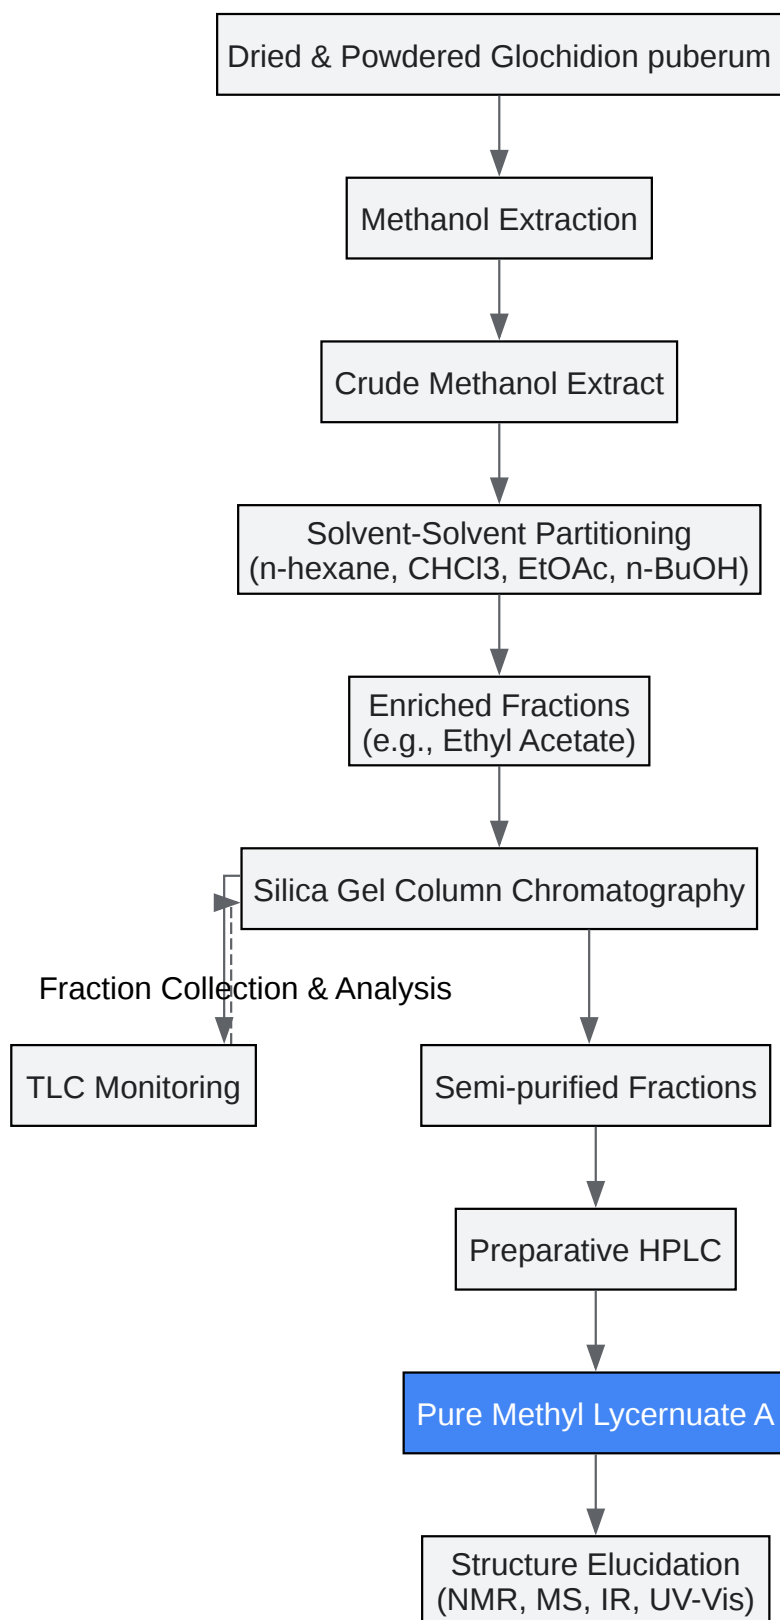 Dried & Powdered Glochidion puberum
Methanol Extraction
Crude Methanol Extract
Solvent-Solvent Partitioning
(n-hexane, CHCl3, EtOAc, n-BuOH)
Enriched Fractions
(e.g., Ethyl Acetate)
Silica Gel Column Chromatography
Fraction Collection & Analysis
TLC Monitoring
Semi-purified Fractions
Preparative HPLC
Pure Methyl Lycernuate A
Structure Elucidation
(NMR, MS, IR, UV-Vis)